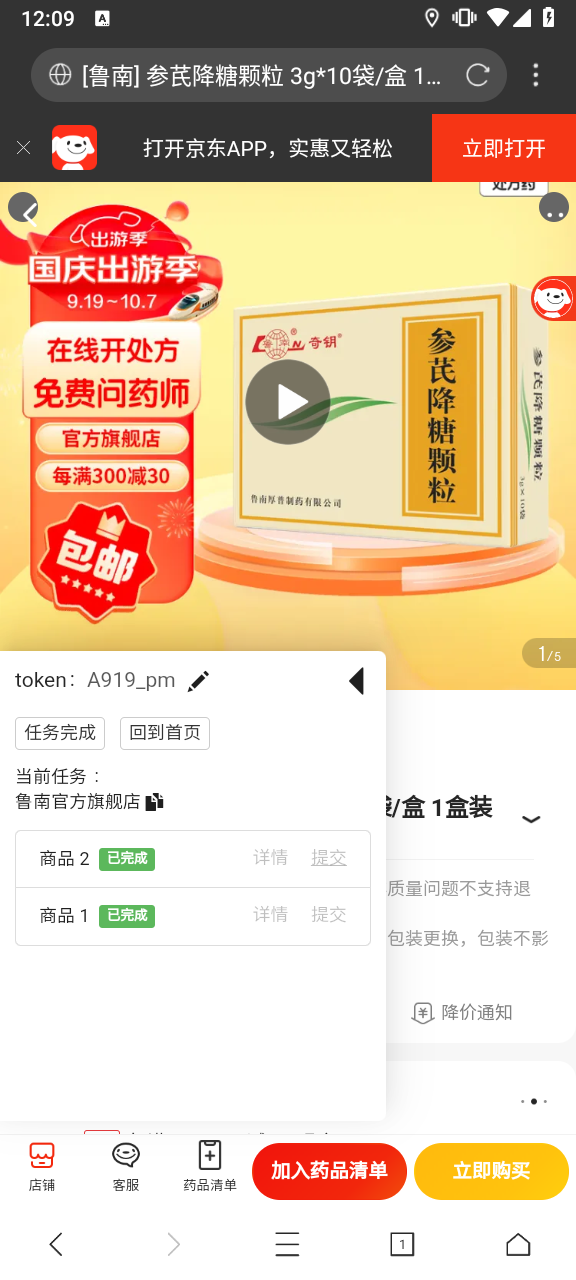 12:09
[鲁南] 参芪降糖颗粒 3g*10袋/盒 1...
打开京东APP，实惠又轻松
立即打开
处方药
出游季
国庆出游季
9.19~10.7
在线开处方
免费问药师
官方旗舰店
每满300减30
包邮
奇钥
参芪降糖颗粒
鲁南厚普制药有限公司
参芪降糖颗粒
3g×10袋
1/5
token： A919_pm
任务完成
回到首页
当前任务：
鲁南官方旗舰店
商品 2 已完成 详情 提交
商品 1 已完成 详情 提交
/盒 1盒装
质量问题不支持退
包装更换，包装不影
降价通知
店铺
客服
药品清单
加入药品清单
立即购买
1